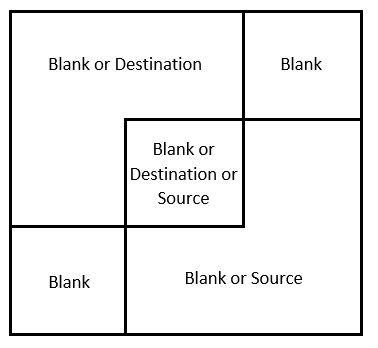 Blank or Destination
Blank
Blank or
Destination or
Source
Blank
Blank or Source